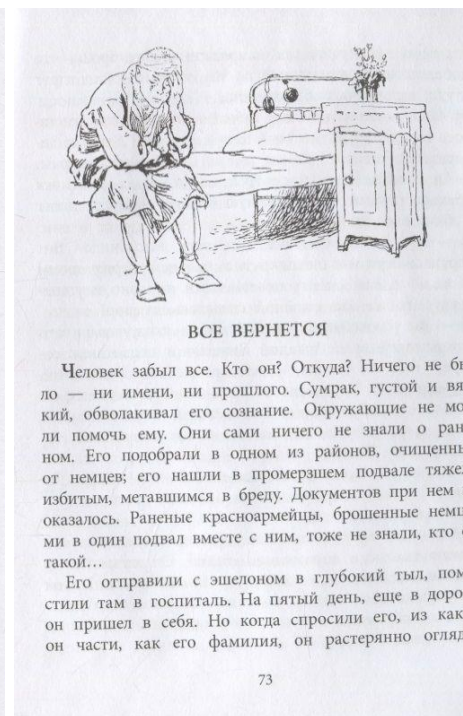 ВСЕ ВЕРНЕТСЯ
Человек забыл все. Кто он? Откуда? Ничего не бы
ло — ни имени, ни прошлого. Сумрак, густой и вя
кий, обволакивал его сознание. Окружающие не мо
ли помочь ему. Они сами ничего не знали о ран
ном. Его подобрали в одном из районов, очищенны
от немцев; его нашли в промерзшем подвале тяжел
избитым, метавшимся в бреду. Документов при нем
оказалось. Раненые красноармейцы, брошенные немц
ми в один подвал вместе с ним, тоже не знали, кто
такой...
Его отправили с эшелоном в глубокий тыл, пом
стили там в госпиталь. На пятый день, еще в доро
он пришел в себя. Но когда спросили его, из как
он части, как его фамилия, он растерянно огляд
73